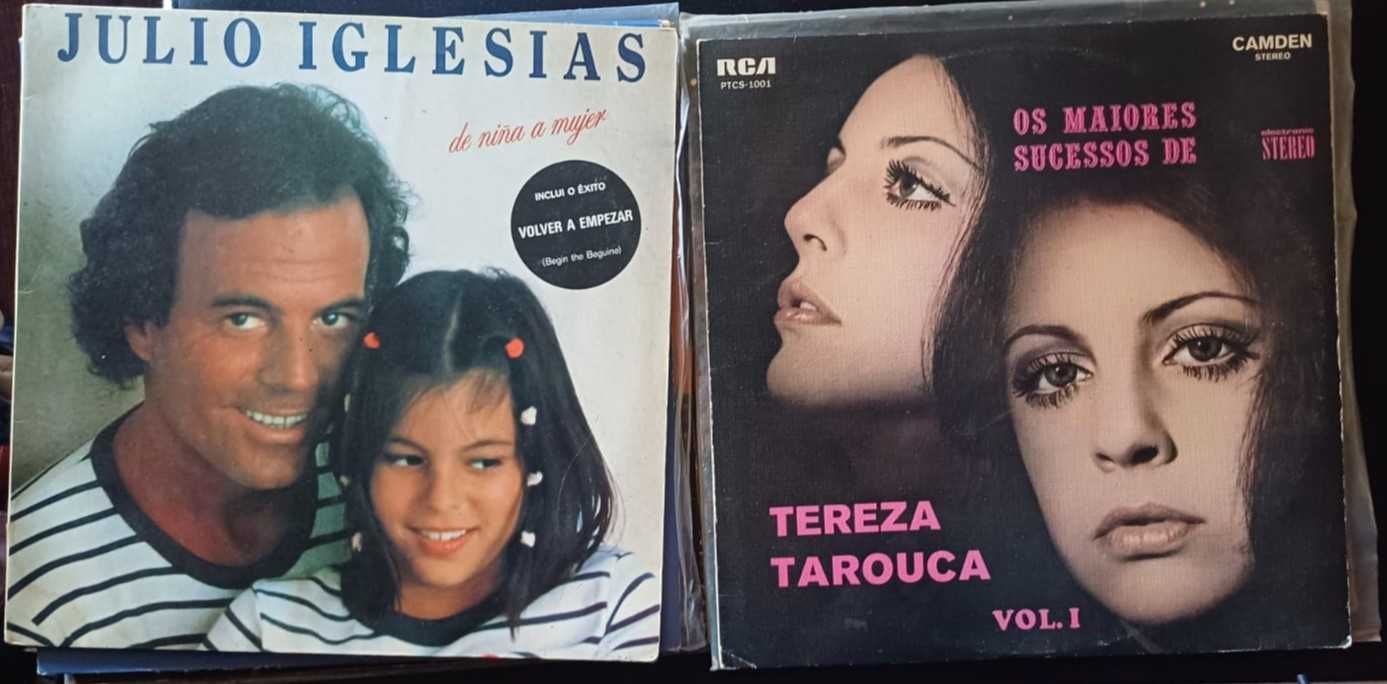 JULIO IGLESIAS
de niña a mujer
INCLUI O ÊXITO
VOLVER A EMPEZAR
(Begin the Beguine)
RCA
PTCS-1001
CAMDEN
STEREO
OS MAIORES
SUCESSOS DE
electronic
STEREO
TEREZA
TAROUCA
VOL. I